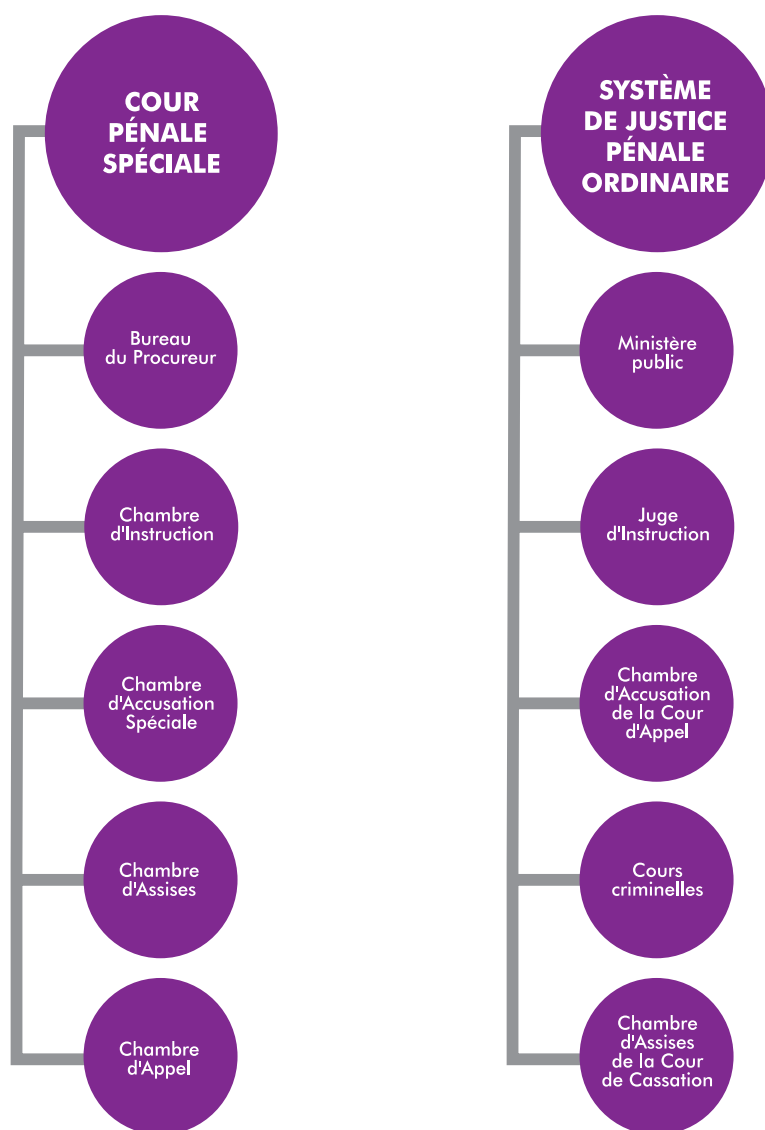 COUR
PÉNALE
SPÉCIALE
Bureau
du Procureur
Chambre
d'Instruction
Chambre
d'Accusation
Spéciale
Chambre
d'Assises
Chambre
d'Appel
SYSTÈME
DE JUSTICE
PÉNALE
ORDINAIRE
Ministère
public
Juge
d'Instruction
Chambre
d'Accusation
de la Cour
d'Appel
Cours
criminelles
Chambre
d'Assises
de la Cour
de Cassation